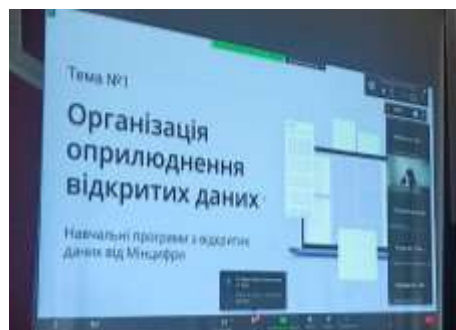 Тема №1
Організація
оприлюднення
відкритих даних
Навчальні програми з відкритих
даних від Мінцифри